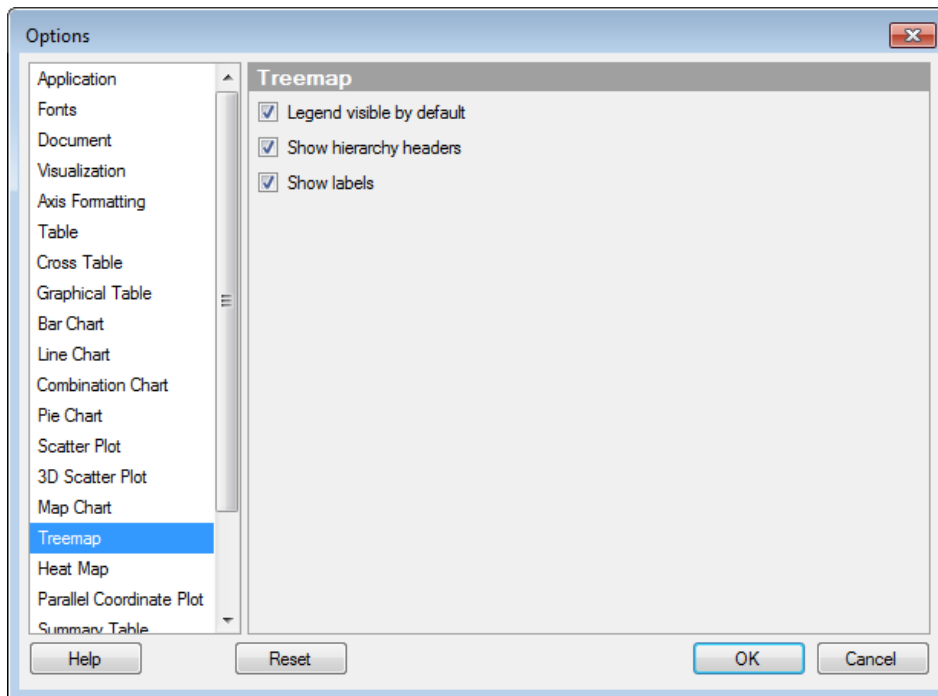 Options
Application
Fonts
Document
Visualization
Axis Formatting
Table
Cross Table
Graphical Table
Bar Chart
Line Chart
Combination Chart
Pie Chart
Scatter Plot
3D Scatter Plot
Map Chart
Treemap
Heat Map
Parallel Coordinate Plot
Summary Table
Treemap
Legend visible by default
Show hierarchy headers
Show labels
Help
Reset
OK
Cancel